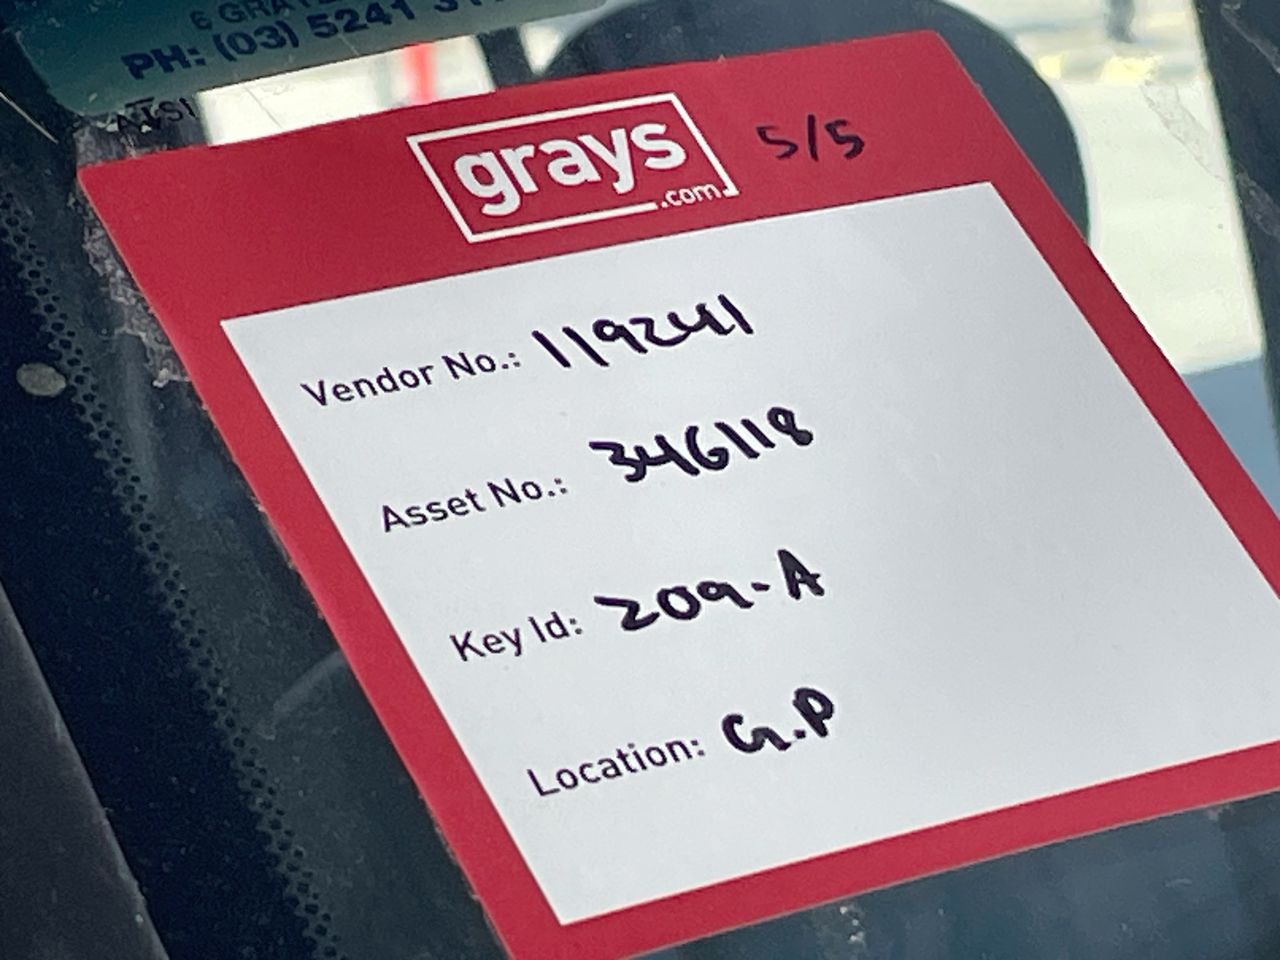 PH: (03) 5241
grays
.com
5/5
Vendor No.: 119241
Asset No.: 346118
Key Id: 209-A
Location: G.P